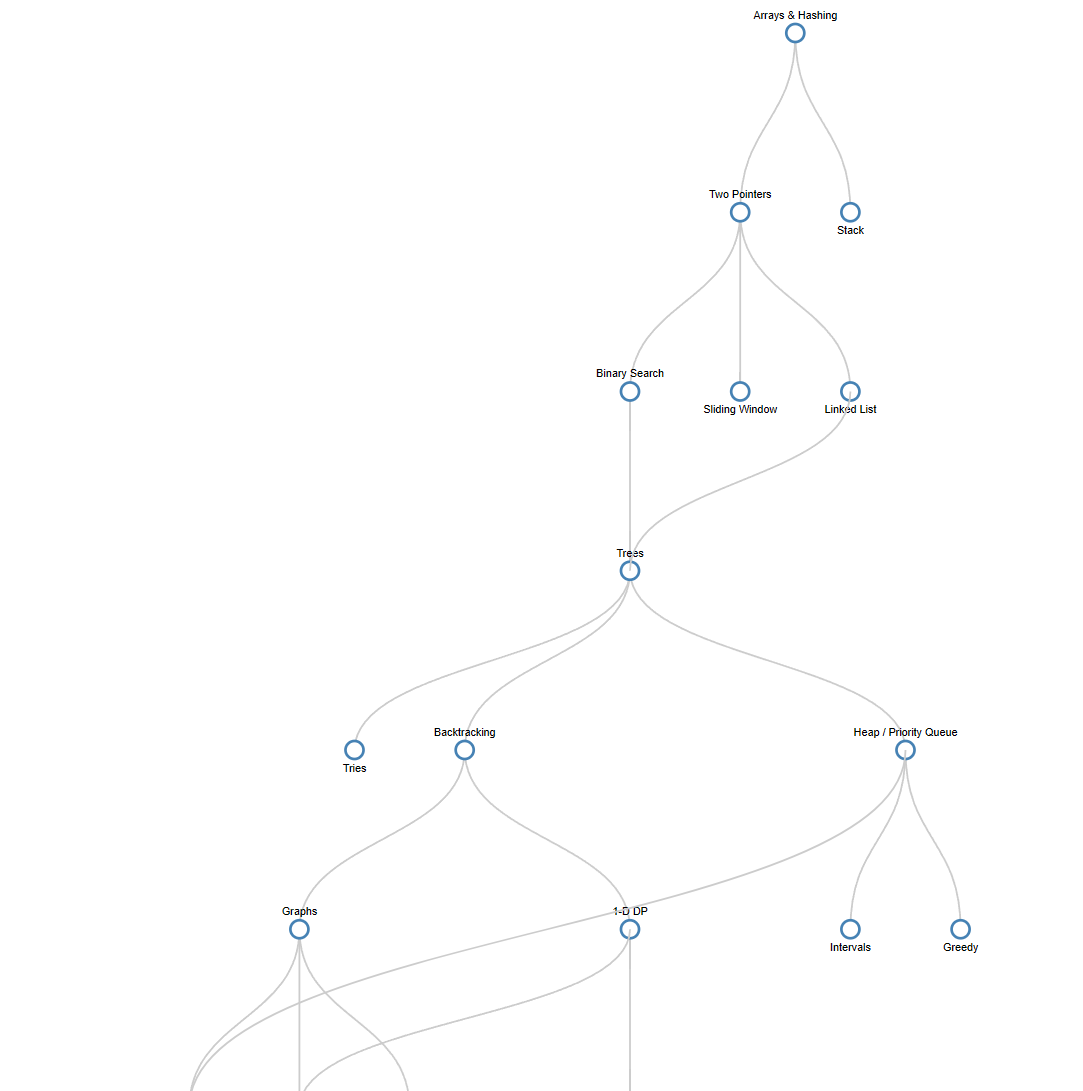 Arrays & Hashing
Two Pointers
Stack
Binary Search
Sliding Window
Linked List
Trees
Backtracking
Heap / Priority Queue
Tries
Graphs
1-D DP
Intervals
Greedy